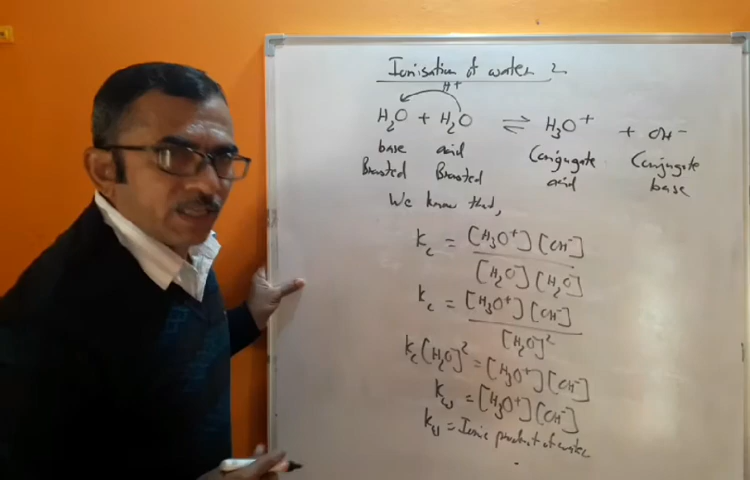 Ionisation of water 2
H+
H₂O + H₂O ⇌ H₃O⁺ + OH⁻
base acid Conjugate Conjugate
Bronsted Bronsted acid base
We know that,
Kc = [H₃O⁺][OH⁻]
[H₂O][H₂O]
Kc = [H₃O⁺][OH⁻]
[H₂O]²
Kc[H₂O]² = [H₃O⁺][OH⁻]
Kw = [H₃O⁺][OH⁻]
Kw = Ionic product of water